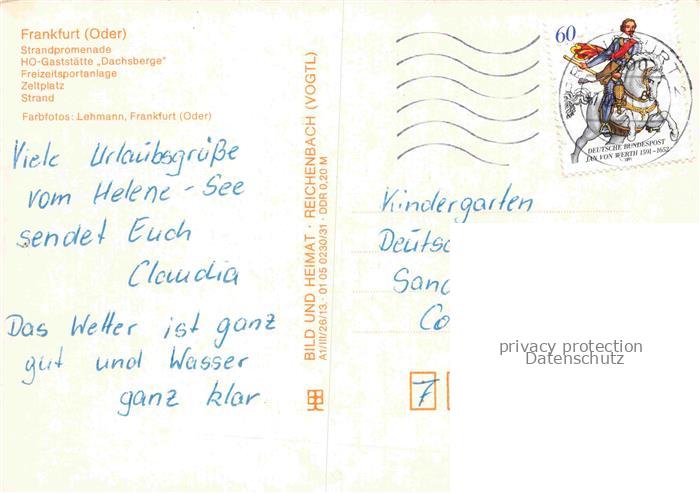 Frankfurt (Oder)
Strandpromenade
HO-Gaststätte „Dachsberge"
Freizeitsportanlage
Zeltplatz
Strand
Farbfotos: Lehmann, Frankfurt (Oder)
Viele Urlaubsgrüße
vom Helene-See
sendet Euch
Claudia
Das Wetter ist ganz
gut und Wasser
ganz klar.
BILD UND HEIMAT · REICHENBACH (VOGTL)
A1/III/26/13 · 01 05 0230/31 · DDR 0,20 M
60
DEUTSCHE BUNDESPOST
JAN VON WERTH 1591-1652
Kindergarten
Deutsc
Sand
Co
7
privacy protection
Datenschutz